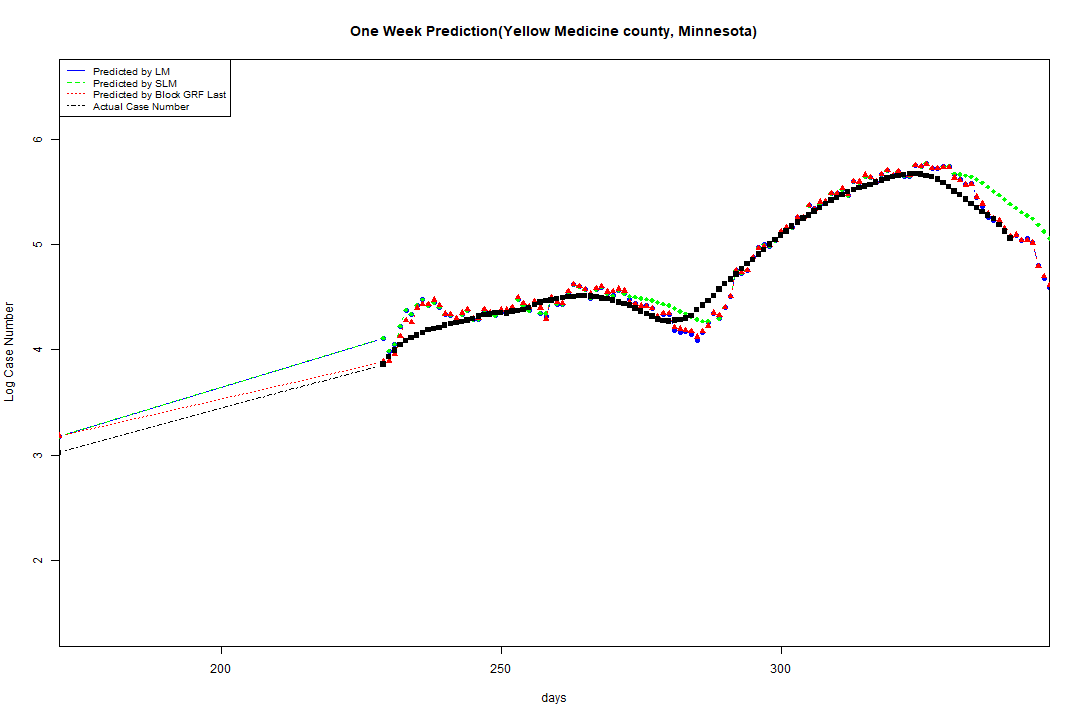 One Week Prediction(Yellow Medicine county, Minnesota)
Predicted by LM
Predicted by SLM
Predicted by Block GRF Last
Actual Case Number
6
5
4
3
2
Log Case Number
200 250 300
days